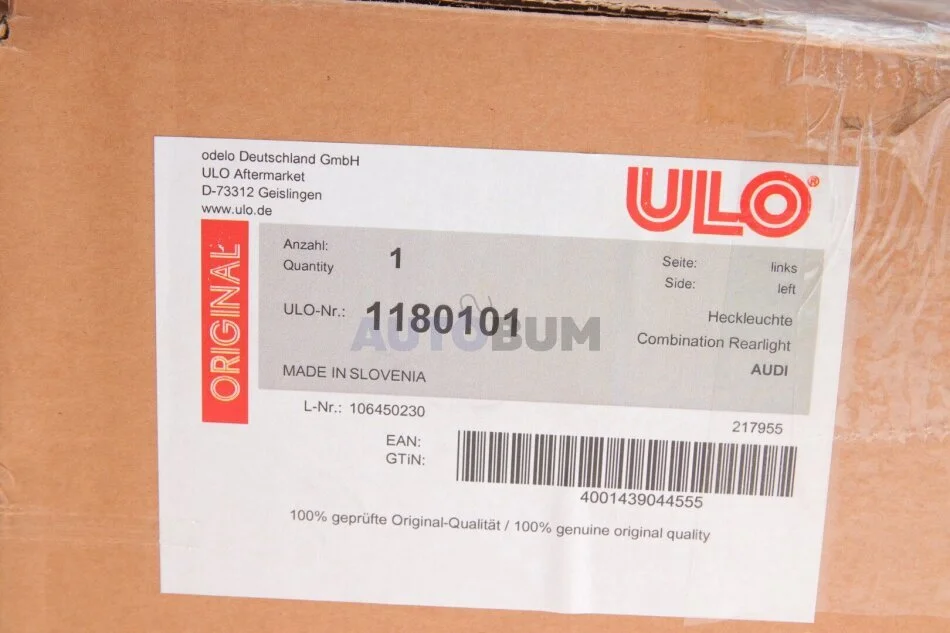 odelo Deutschland GmbH
ULO Aftermarket
D-73312 Geislingen
www.ulo.de
ULO®
ORIGINAL
Anzahl: 1
Quantity
Seite: links
Side: left
ULO-Nr.: 1180101
Heckleuchte
Combination Rearlight
AUDI
AUTOBUM
MADE IN SLOVENIA
L-Nr.: 106450230
217955
EAN:
GTiN:
4001439044555
100% geprüfte Original-Qualität / 100% genuine original quality